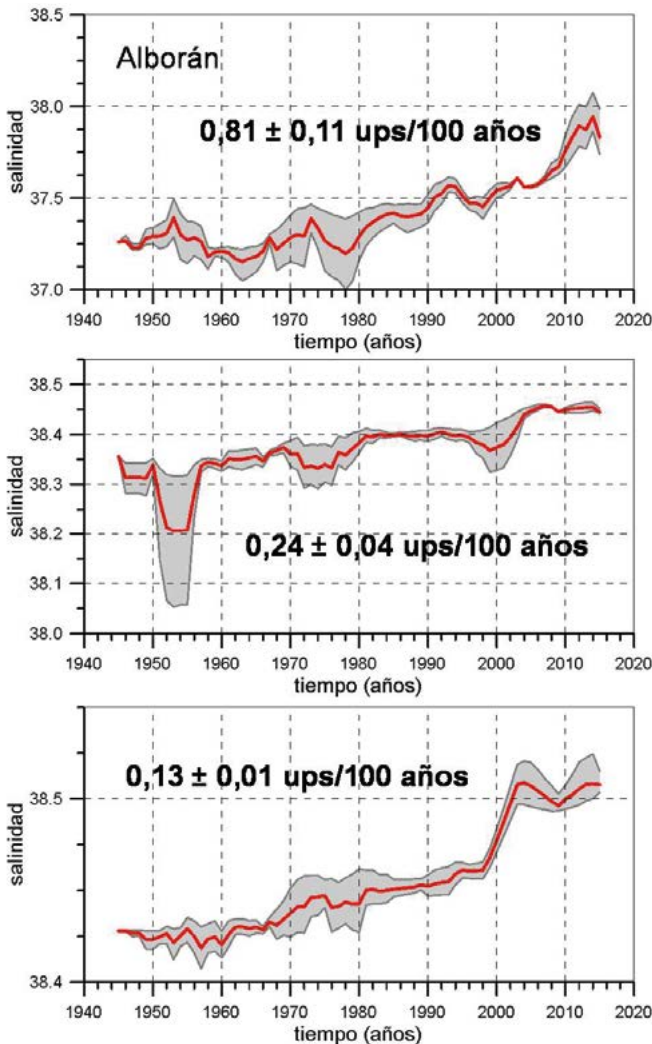 38.5
Alborán
38.0
0,81 ± 0,11 ups/100 años
salinidad
37.5
37.0
1940 1950 1960 1970 1980 1990 2000 2010 2020
tiempo (años)
38.5
38.4
salinidad
38.3
38.2
0,24 ± 0,04 ups/100 años
38.1
38.0
1940 1950 1960 1970 1980 1990 2000 2010 2020
tiempo (años)
0,13 ± 0,01 ups/100 años
38.5
salinidad
38.4
1940 1950 1960 1970 1980 1990 2000 2010 2020
tiempo (años)